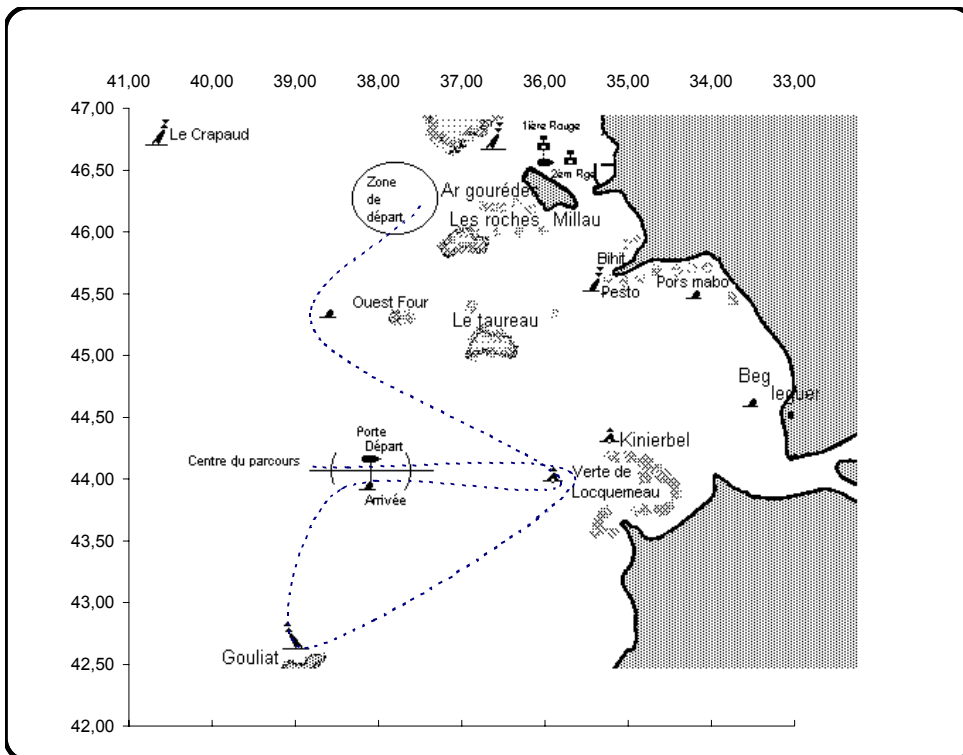 41,00 40,00 39,00 38,00 37,00 36,00 35,00 34,00 33,00
47,00
Le Crapaud
1ière Rouge
2èm Rge
46,50
Zone
de
départ
Ar gouréden
Les roches Millau
46,00
Bihit
Pesto
Pors mabo
45,50
Ouest Four
Le taureau
45,00
Beg
leguer
44,50
Kinierbel
Porte
Départ
Centre du parcours
Verte de
Locquemeau
44,00
Arrivée
43,50
43,00
Gouliat
42,50
42,00